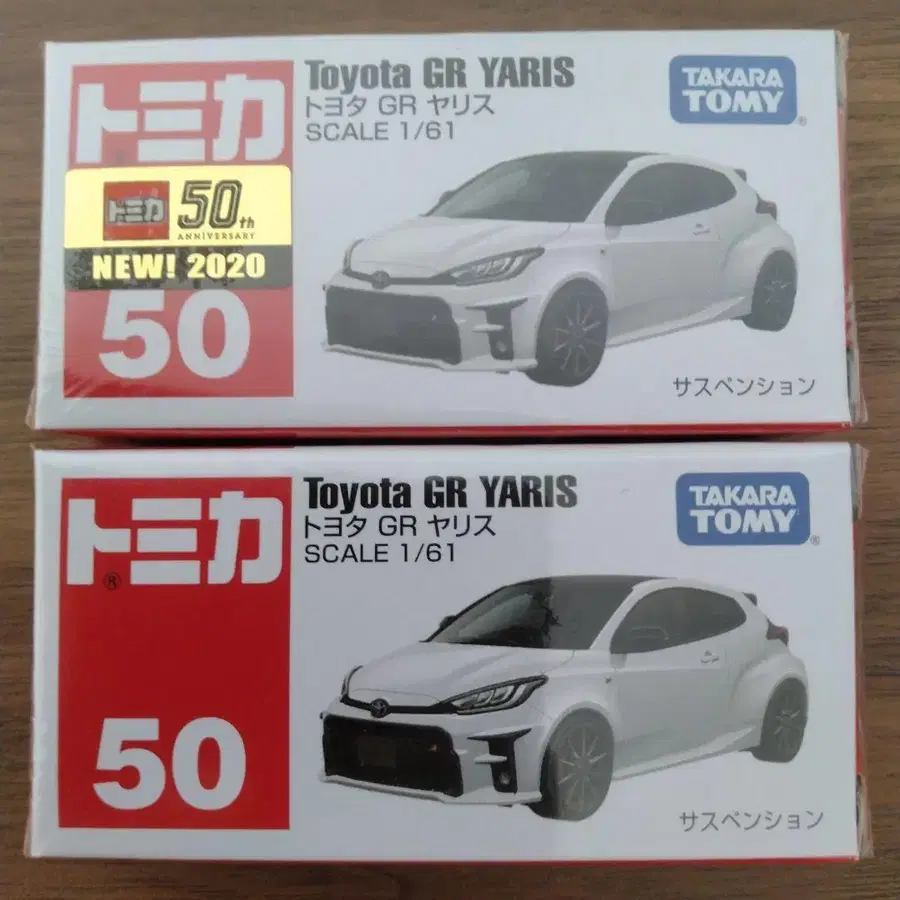 トミカ
Toyota GR YARIS
トヨタ GR ヤリス
SCALE 1/61
TAKARA
TOMY®
トミカ 50th
ANNIVERSARY
NEW! 2020
50
サスペンション
トミカ®
Toyota GR YARIS
トヨタ GR ヤリス
SCALE 1/61
TAKARA
TOMY®
50
サスペンション